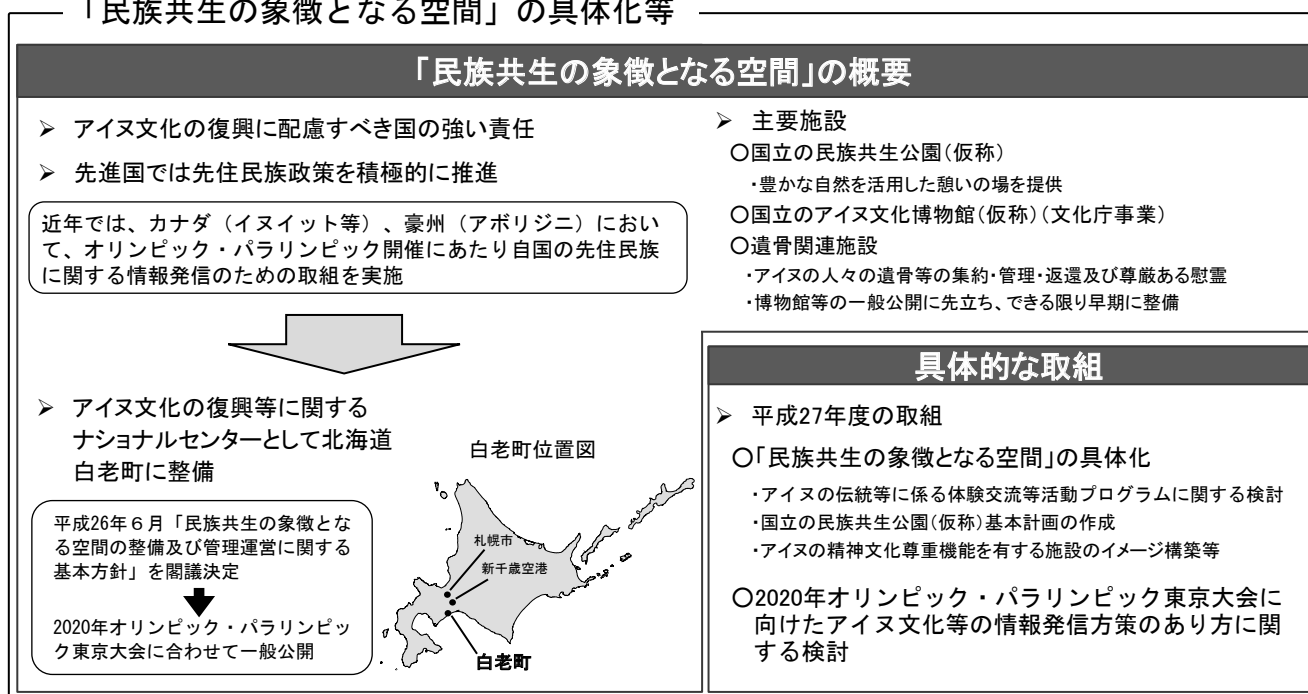 「民族共生の象徴となる空間」の具体化等
「民族共生の象徴となる空間」の概要
➢ アイヌ文化の復興に配慮すべき国の強い責任
➢ 先進国では先住民族政策を積極的に推進
近年では、カナダ（イヌイット等）、豪州（アボリジニ）におい
て、オリンピック・パラリンピック開催にあたり自国の先住民族
に関する情報発信のための取組を実施
➢ アイヌ文化の復興等に関する
ナショナルセンターとして北海道
白老町に整備
平成26年６月「民族共生の象徴とな
る空間の整備及び管理運営に関する
基本方針」を閣議決定
2020年オリンピック・パラリンピッ
ク東京大会に合わせて一般公開
白老町位置図
札幌市
新千歳空港
白老町
➢ 主要施設
○国立の民族共生公園（仮称）
・豊かな自然を活用した憩いの場を提供
○国立のアイヌ文化博物館（仮称）（文化庁事業）
○遺骨関連施設
・アイヌの人々の遺骨等の集約・管理・返還及び尊厳ある慰霊
・博物館等の一般公開に先立ち、できる限り早期に整備
具体的な取組
➢ 平成27年度の取組
○「民族共生の象徴となる空間」の具体化
・アイヌの伝統等に係る体験交流等活動プログラムに関する検討
・国立の民族共生公園（仮称）基本計画の作成
・アイヌの精神文化尊重機能を有する施設のイメージ構築等
○2020年オリンピック・パラリンピック東京大会に
向けたアイヌ文化等の情報発信方策のあり方に関
する検討